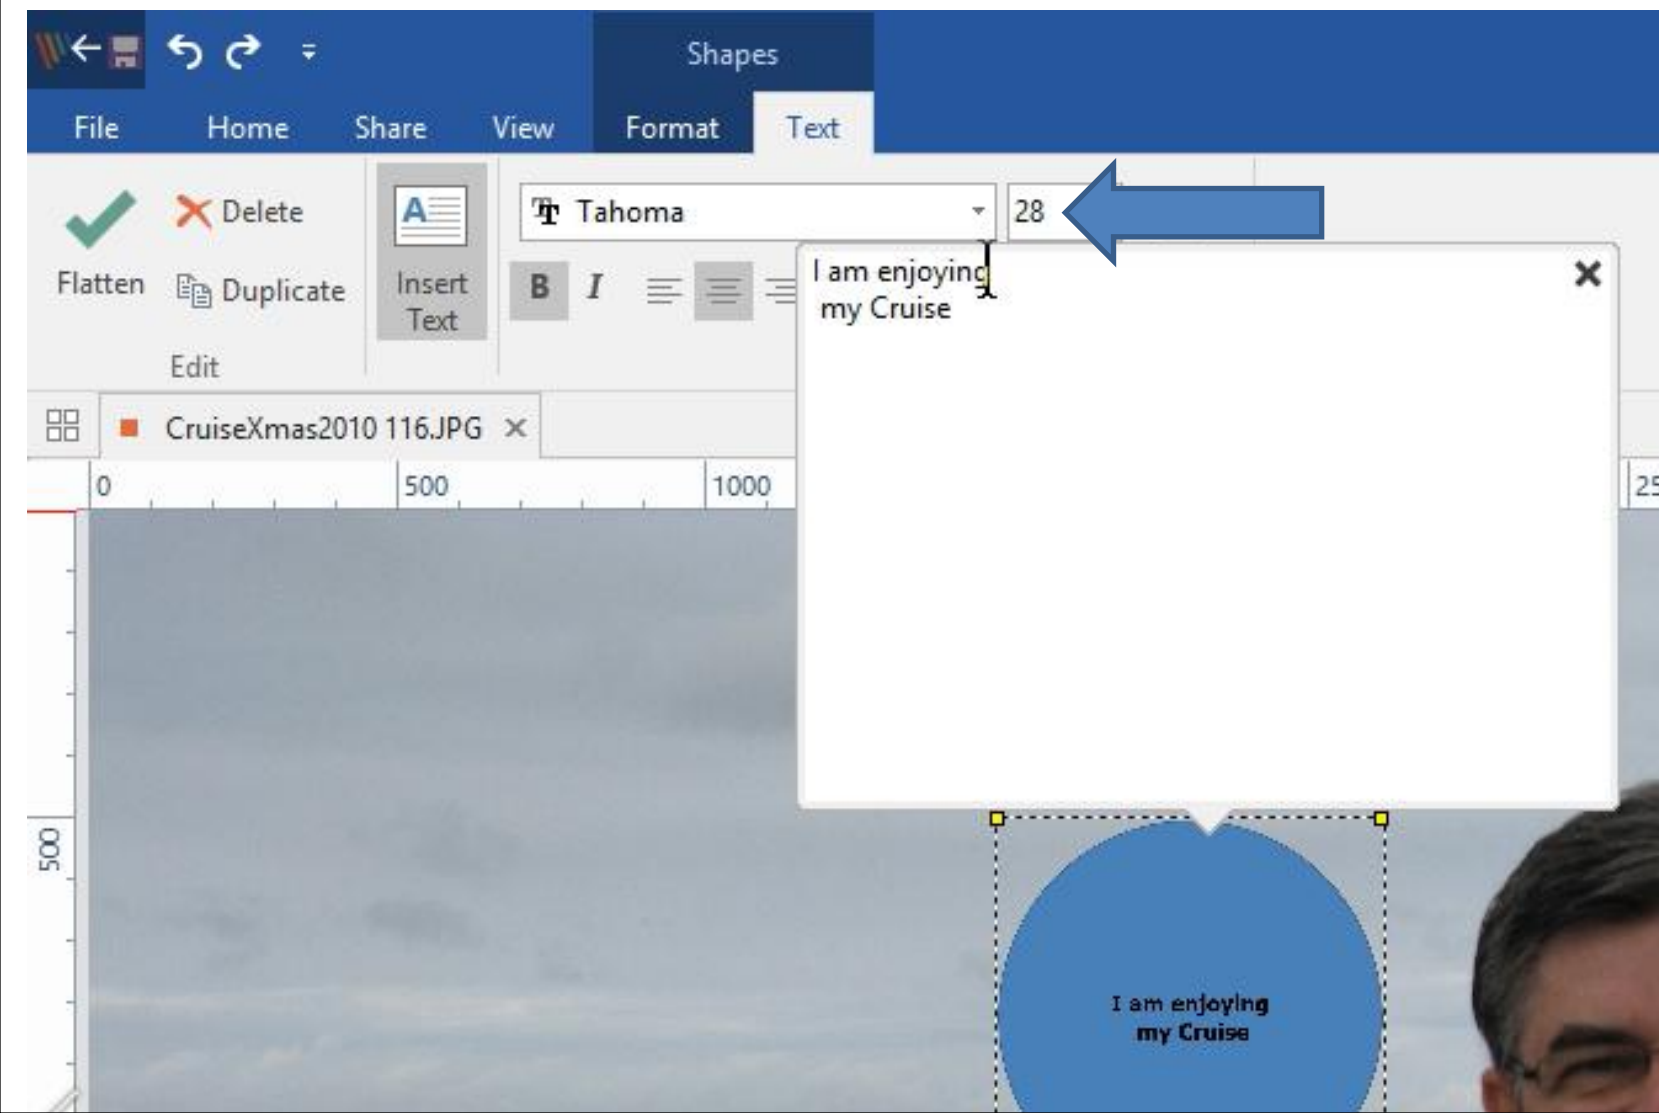 Shapes
File Home Share View Format Text
Flatten
Delete
Duplicate
Edit
Insert
Text
Tahoma 28
B I
I am enjoying
my Cruise
CruiseXmas2010 116.JPG
0 500 1000
500
I am enjoying
my Cruise